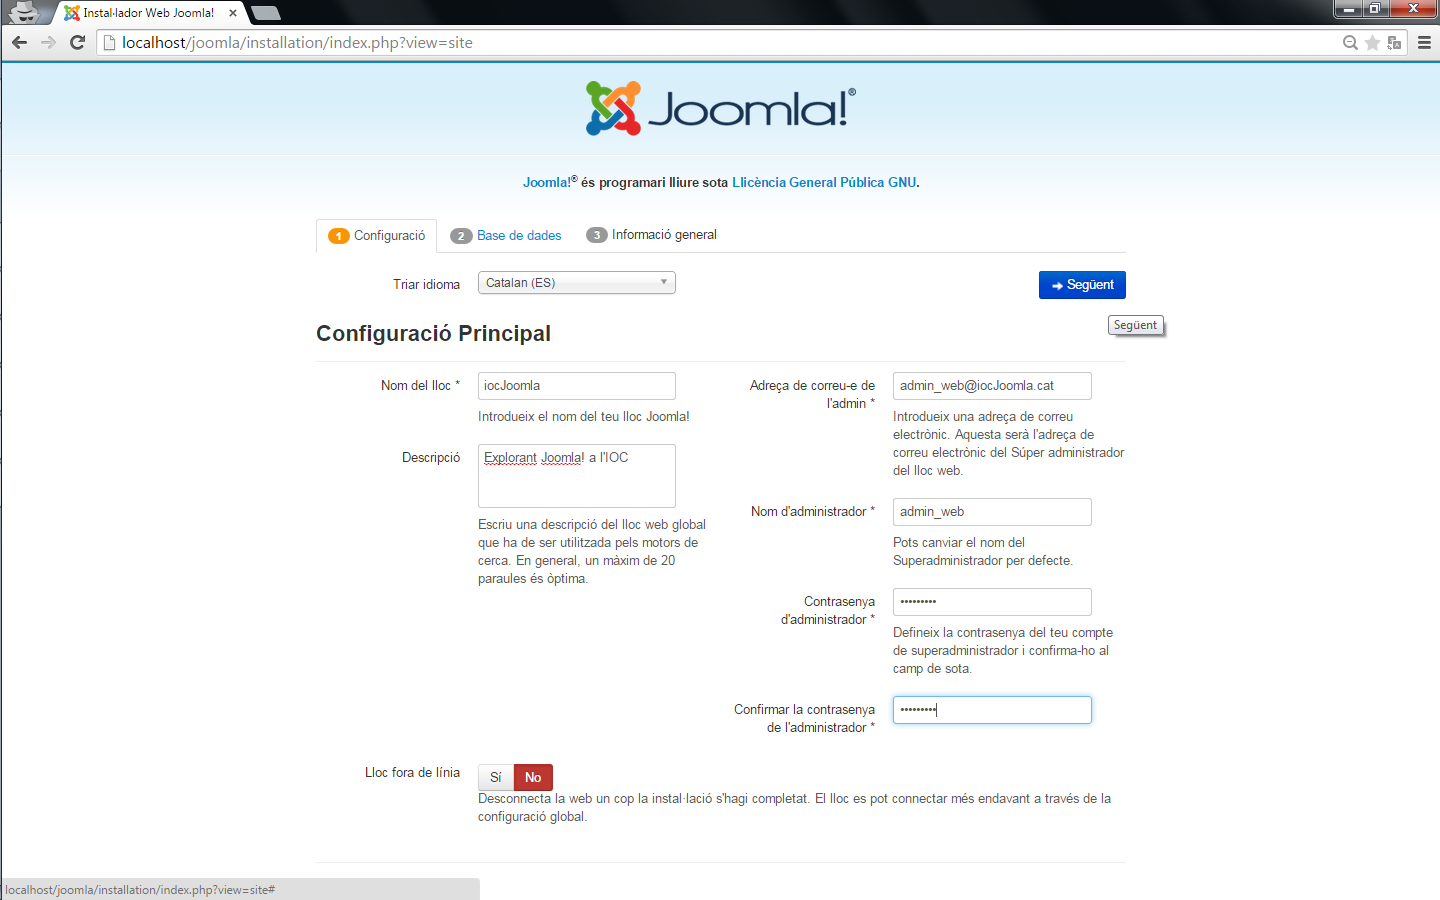 Instal·lador Web Joomla!
localhost/joomla/installation/index.php?view=site
Joomla!®
Joomla!® és programari lliure sota Llicència General Pública GNU.
1 Configuració 2 Base de dades 3 Informació general
Triar idioma Catalan (ES) Següent
Següent
Configuració Principal
Nom del lloc * iocJoomla
Introdueix el nom del teu lloc Joomla!
Descripció Explorant Joomla! a l'IOC
Escriu una descripció del lloc web global
que ha de ser utilitzada pels motors de
cerca. En general, un màxim de 20
paraules és òptima.
Adreça de correu-e de
l'admin *
admin_web@iocJoomla.cat
Introdueix una adreça de correu
electrònic. Aquesta serà l'adreça de
correu electrònic del Súper administrador
del lloc web.
Nom d'administrador * admin_web
Pots canviar el nom del
Superadministrador per defecte.
Contrasenya
d'administrador *
•••••••••
Defineix la contrasenya del teu compte
de superadministrador i confirma-ho al
camp de sota.
Confirmar la contrasenya
de l'administrador *
•••••••••
Lloc fora de línia Sí No
Desconnecta la web un cop la instal·lació s'hagi completat. El lloc es pot connectar més endavant a través de la
configuració global.
localhost/joomla/installation/index.php?view=site#